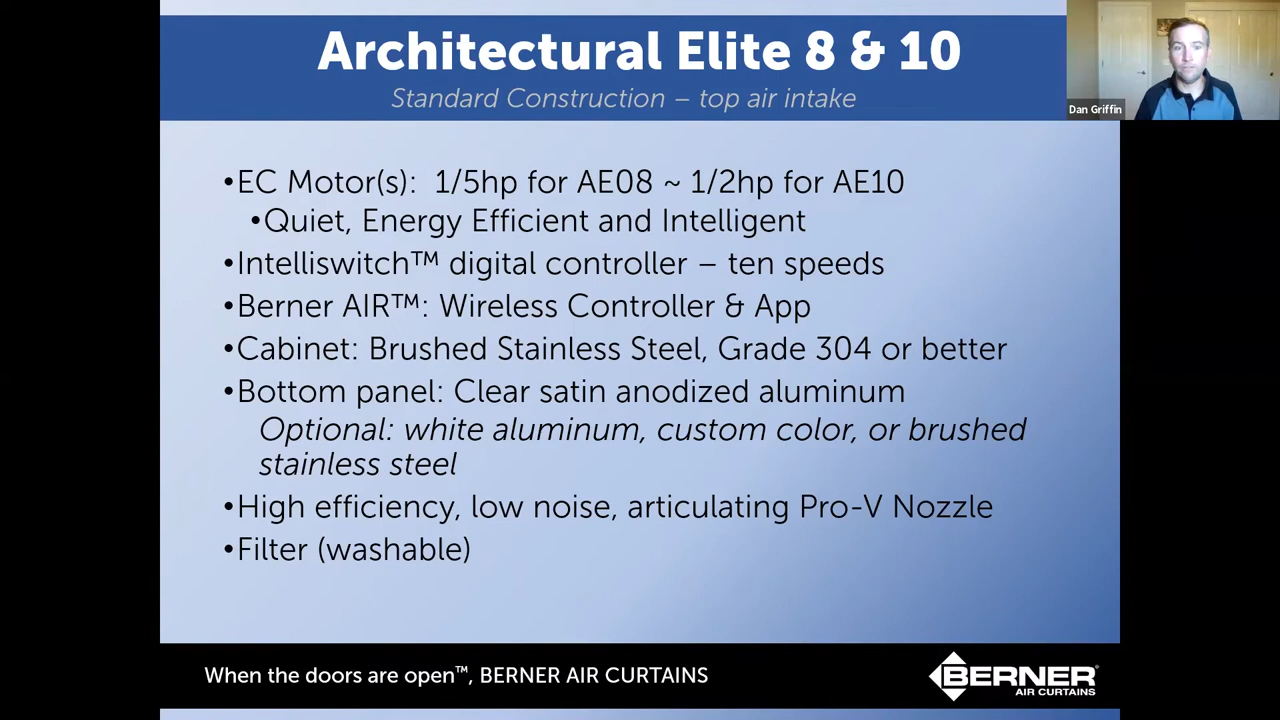 Architectural Elite 8 & 10
Standard Construction – top air intake
Dan Griffin
•EC Motor(s):  1/5hp for AE08 ~ 1/2hp for AE10
•Quiet, Energy Efficient and Intelligent
•Intelliswitch™ digital controller – ten speeds
•Berner AIR™: Wireless Controller & App
•Cabinet: Brushed Stainless Steel, Grade 304 or better
•Bottom panel: Clear satin anodized aluminum
Optional: white aluminum, custom color, or brushed
stainless steel
•High efficiency, low noise, articulating Pro-V Nozzle
•Filter (washable)
When the doors are open™, BERNER AIR CURTAINS
BERNER®
AIR CURTAINS